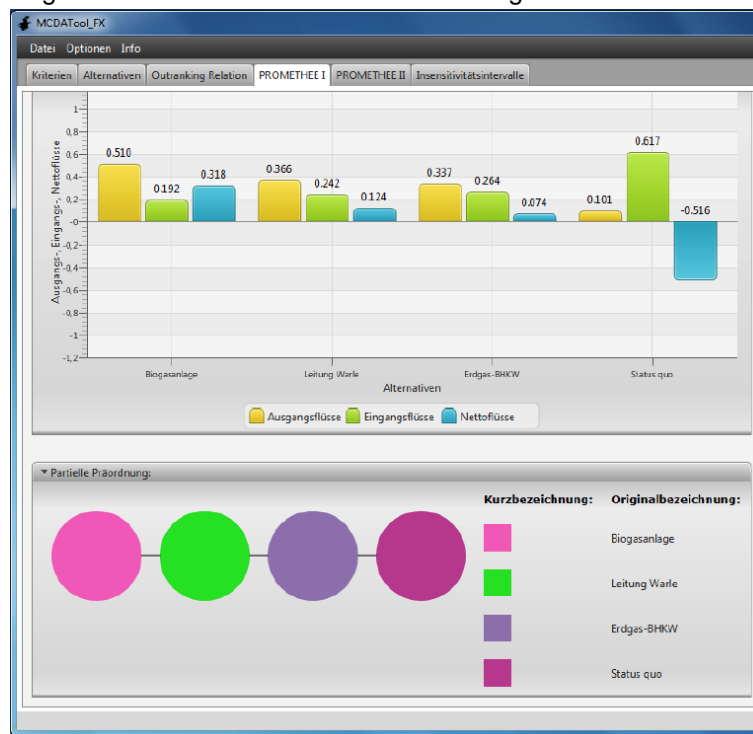 MCDATool_FX
Datei Optionen Info
Kriterien Alternativen Outranking Relation PROMETHEE I PROMETHEE II Insensitivitätsintervalle
Ausgangs-, Eingangs-, Nettoflüsse
1
0,8
0,6
0,4
0,2
-0
-0,2
-0,4
-0,6
-0,8
-1
-1,2
0.510 0.192 0.318 0.366 0.242 0.124 0.337 0.264 0.074 0.101 0.617 -0.516
Biogasanlage Leitung Warle Erdgas-BHKW Status quo
Alternativen
Ausgangsflüsse Eingangsflüsse Nettoflüsse
Partielle Präordnung:
Kurzbezeichnung: Originalbezeichnung:
Biogasanlage
Leitung Warle
Erdgas-BHKW
Status quo